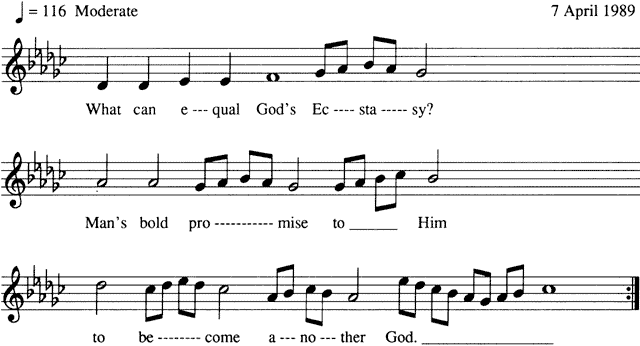 ♩ = 116 Moderate 7 April 1989
What can e --- qual God's Ec ---- sta ----- sy?
Man's bold pro ----------- mise to ______ Him
to be -------- come a --- no --- ther God. ________________